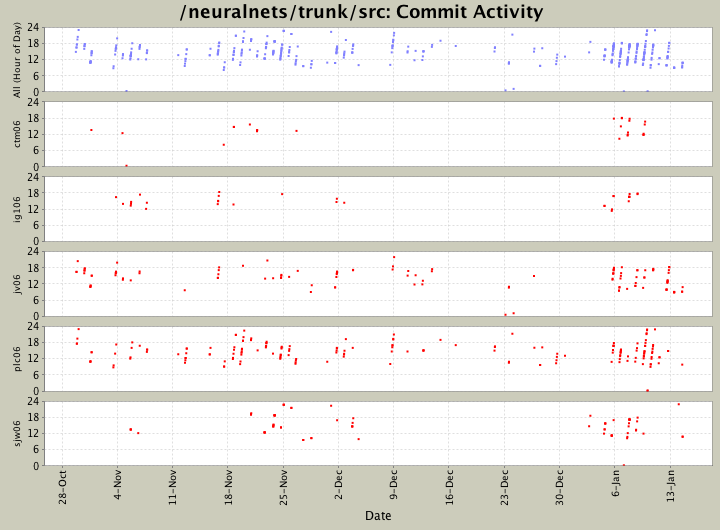 /neuralnets/trunk/src: Commit Activity
All (Hour of Day)
24
18
12
6
0
ctm06
24
18
12
6
0
ig106
24
18
12
6
0
jv06
24
18
12
6
0
plc06
24
18
12
6
0
sjw06
24
18
12
6
0
28-Oct
4-Nov
11-Nov
18-Nov
25-Nov
2-Dec
9-Dec
16-Dec
23-Dec
30-Dec
6-Jan
13-Jan
Date